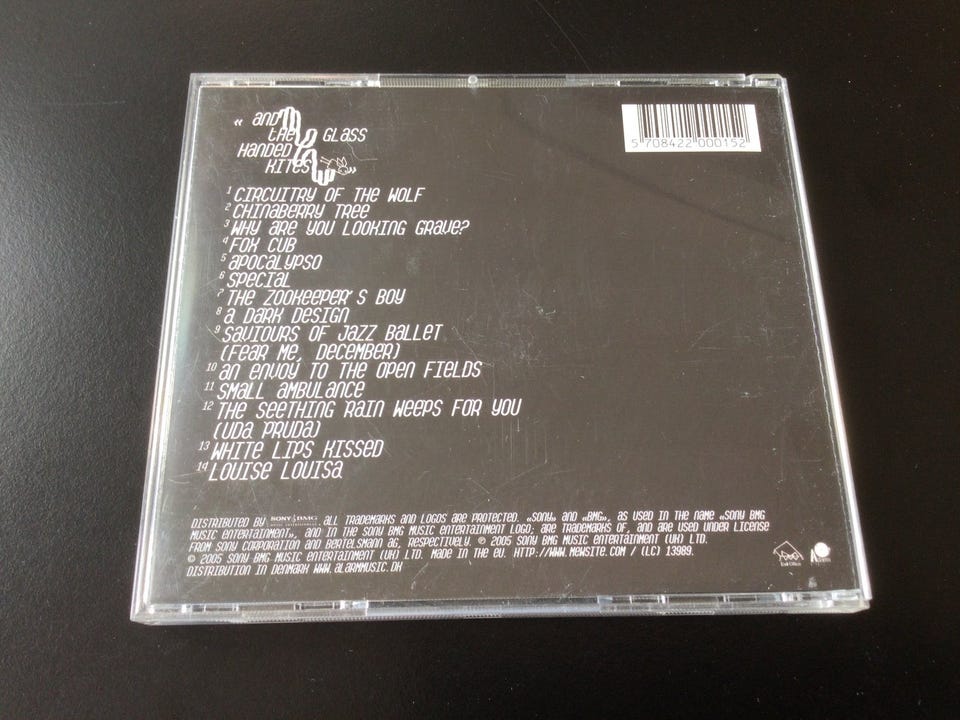 « AND
THE GLASS
HANDED
KITES »
5 708422 000152
1 CIRCUITRY OF THE WOLF
2 CHINABERRY TREE
3 WHY ARE YOU LOOKING GRAVE?
4 FOX CUB
5 APOCALYPSO
6 SPECIAL
7 THE ZOOKEEPER'S BOY
8 A DARK DESIGN
9 SAVIOURS OF JAZZ BALLET
(FEAR ME, DECEMBER)
10 AN ENVOY TO THE OPEN FIELDS
11 SMALL AMBULANCE
12 THE SEETHING RAIN WEEPS FOR YOU
(UDA PRUDA)
13 WHITE LIPS KISSED
14 LOUISE LOUISA
DISTRIBUTED BY SONY BMG MUSIC ENTERTAINMENT, ALL TRADEMARKS AND LOGOS ARE PROTECTED. «SONY» AND «BMG», AS USED IN THE NAME «SONY BMG
MUSIC ENTERTAINMENT», AND IN THE SONY BMG MUSIC ENTERTAINMENT LOGO, ARE TRADEMARKS OF, AND ARE USED UNDER LICENSE
FROM SONY CORPORATION AND BERTELSMANN AG, RESPECTIVELY. ℗ 2005 SONY BMG MUSIC ENTERTAINMENT (UK) LTD.
© 2005 SONY BMG MUSIC ENTERTAINMENT (UK) LTD. MADE IN THE EU. HTTP://WWW.MEWSITE.COM / (LC) 13989.
DISTRIBUTION IN DENMARK WWW.ALARMMUSIC.DK
Evil Office